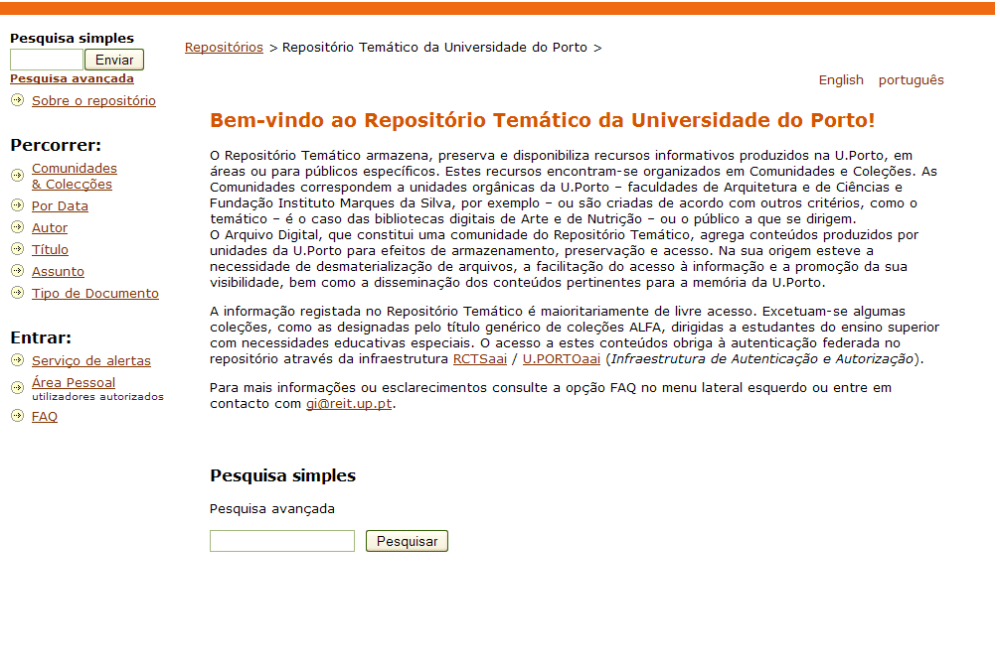 Pesquisa simples
Enviar
Pesquisa avançada
Sobre o repositório
Percorrer:
Comunidades
& Colecções
Por Data
Autor
Título
Assunto
Tipo de Documento
Entrar:
Serviço de alertas
Área Pessoal
utilizadores autorizados
FAQ
Repositórios > Repositório Temático da Universidade do Porto >
English português
Bem-vindo ao Repositório Temático da Universidade do Porto!
O Repositório Temático armazena, preserva e disponibiliza recursos informativos produzidos na U.Porto, em
áreas ou para públicos específicos. Estes recursos encontram-se organizados em Comunidades e Coleções. As
Comunidades correspondem a unidades orgânicas da U.Porto – faculdades de Arquitetura e de Ciências e
Fundação Instituto Marques da Silva, por exemplo – ou são criadas de acordo com outros critérios, como o
temático – é o caso das bibliotecas digitais de Arte e de Nutrição – ou o público a que se dirigem.
O Arquivo Digital, que constitui uma comunidade do Repositório Temático, agrega conteúdos produzidos por
unidades da U.Porto para efeitos de armazenamento, preservação e acesso. Na sua origem esteve a
necessidade de desmaterialização de arquivos, a facilitação do acesso à informação e a promoção da sua
visibilidade, bem como a disseminação dos conteúdos pertinentes para a memória da U.Porto.
A informação registada no Repositório Temático é maioritariamente de livre acesso. Excetuam-se algumas
coleções, como as designadas pelo título genérico de coleções ALFA, dirigidas a estudantes do ensino superior
com necessidades educativas especiais. O acesso a estes conteúdos obriga à autenticação federada no
repositório através da infraestrutura RCTSaai / U.PORTOaai (Infraestrutura de Autenticação e Autorização).
Para mais informações ou esclarecimentos consulte a opção FAQ no menu lateral esquerdo ou entre em
contacto com gi@reit.up.pt.
Pesquisa simples
Pesquisa avançada
Pesquisar